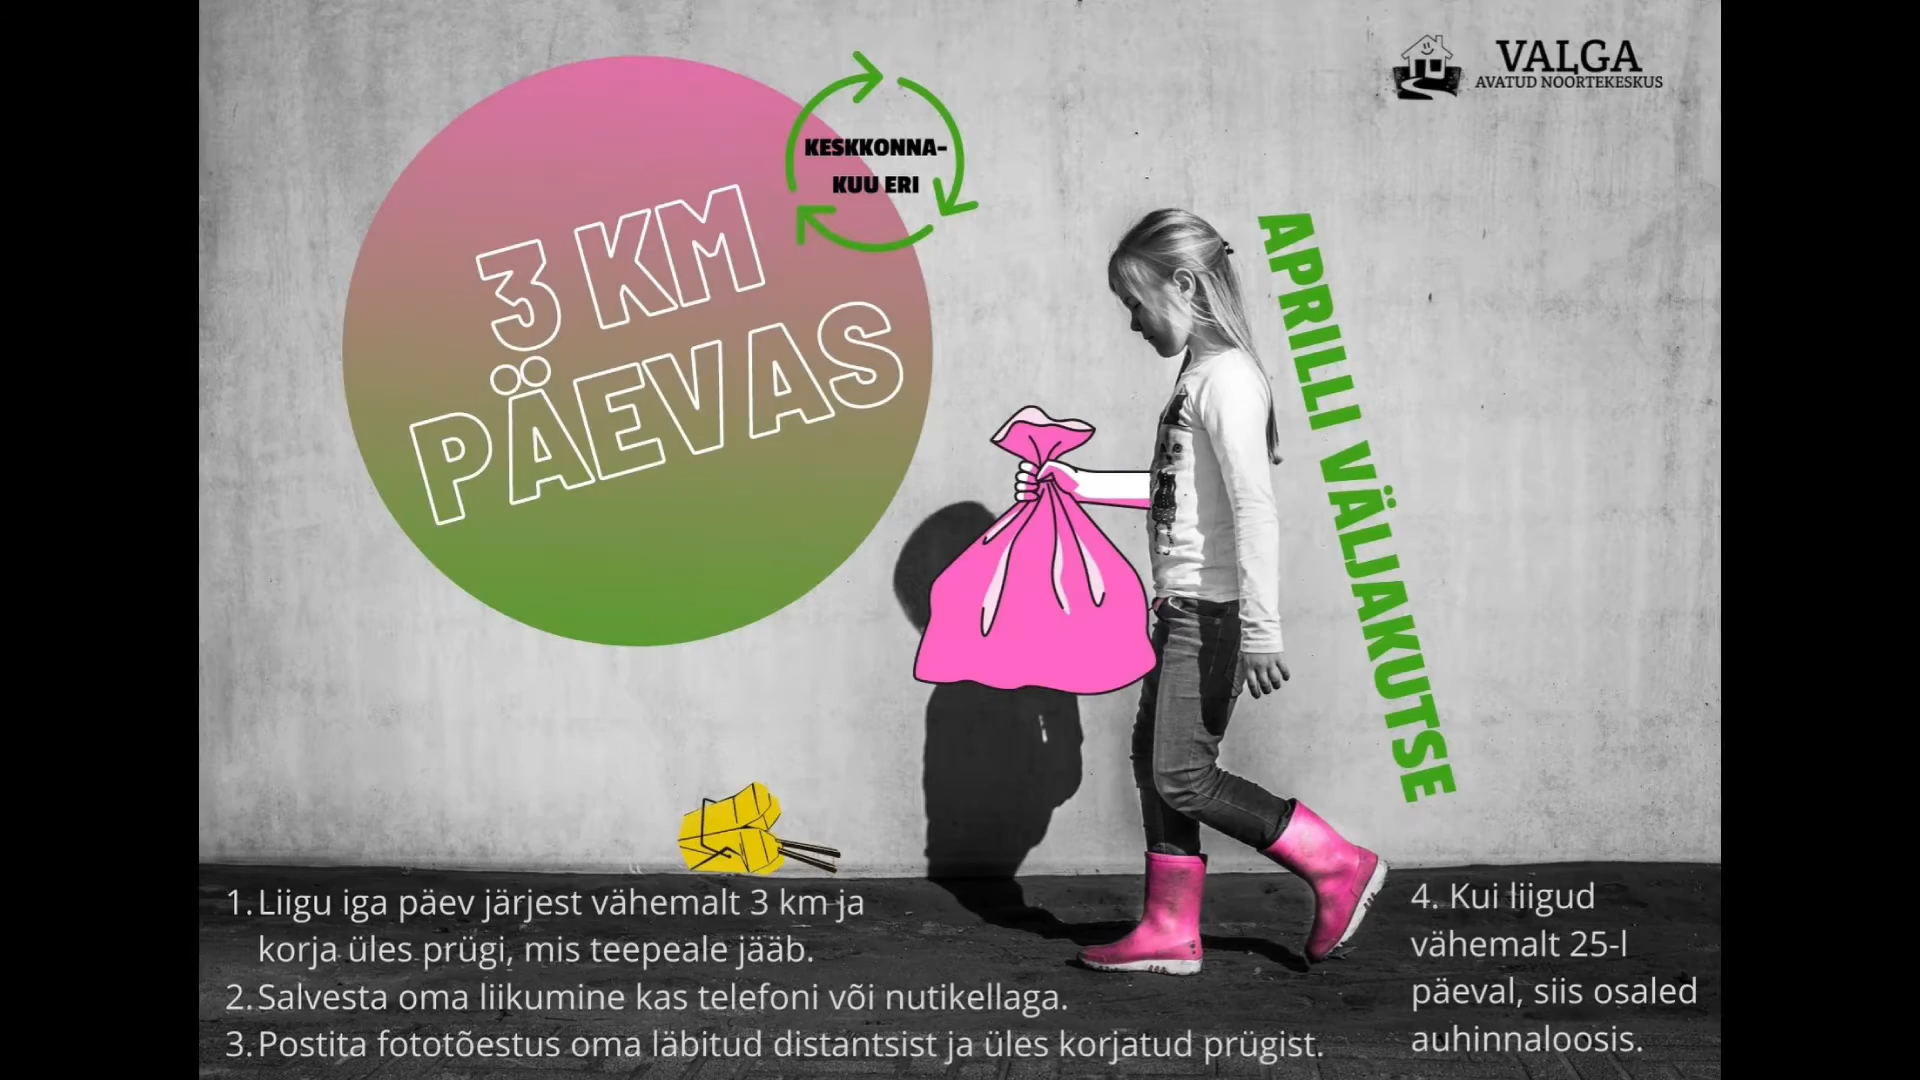 VALGA
AVATUD NOORTEKESKUS
KESKKONNA-
KUU ERI
3 KM
PÄEVAS
APRILLI VÄLJAKUTSE
1. Liigu iga päev järjest vähemalt 3 km ja
korja üles prügi, mis teepeale jääb.
2. Salvesta oma liikumine kas telefoni või nutikellaga.
3. Postita fototõestus oma läbitud distantsist ja üles korjatud prügist.
4. Kui liigud
vähemalt 25-l
päeval, siis osaled
auhinnaloosis.